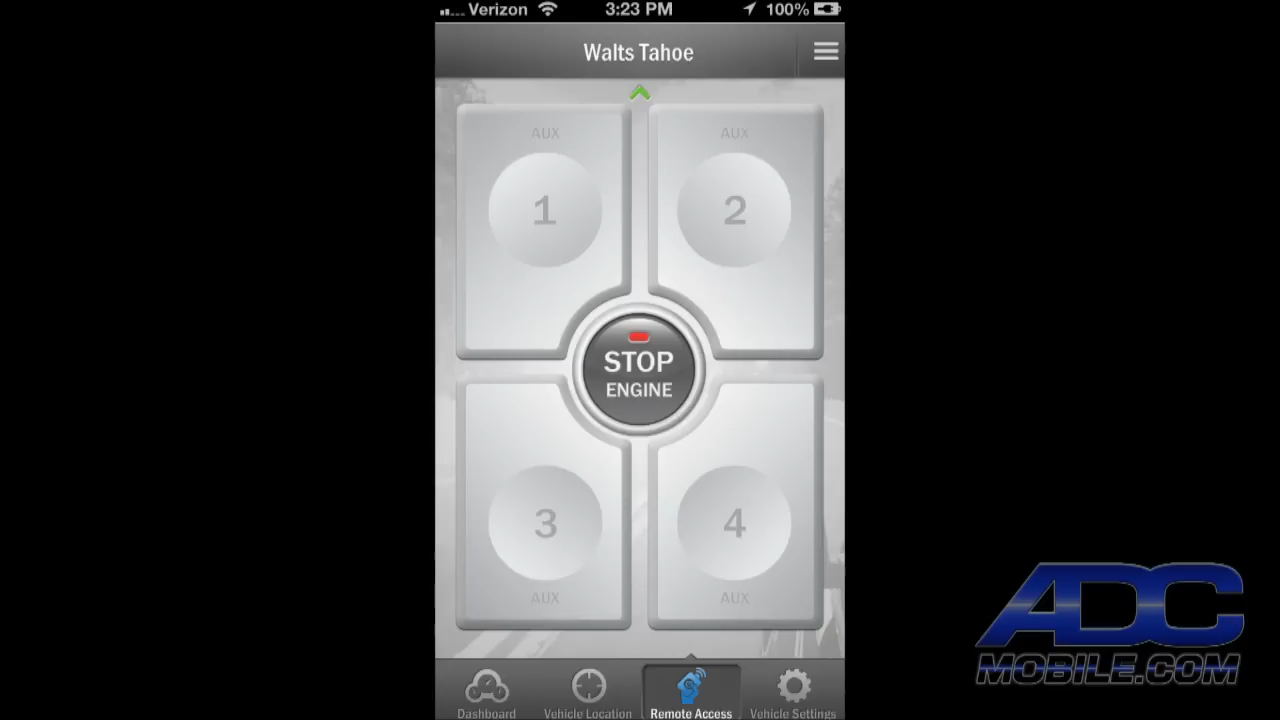 Verizon 3:23 PM 100%
Walts Tahoe
AUX AUX
1 2
STOP
ENGINE
3 4
AUX AUX
Dashboard Vehicle Location Remote Access Vehicle Settings
ADC
MOBILE.COM